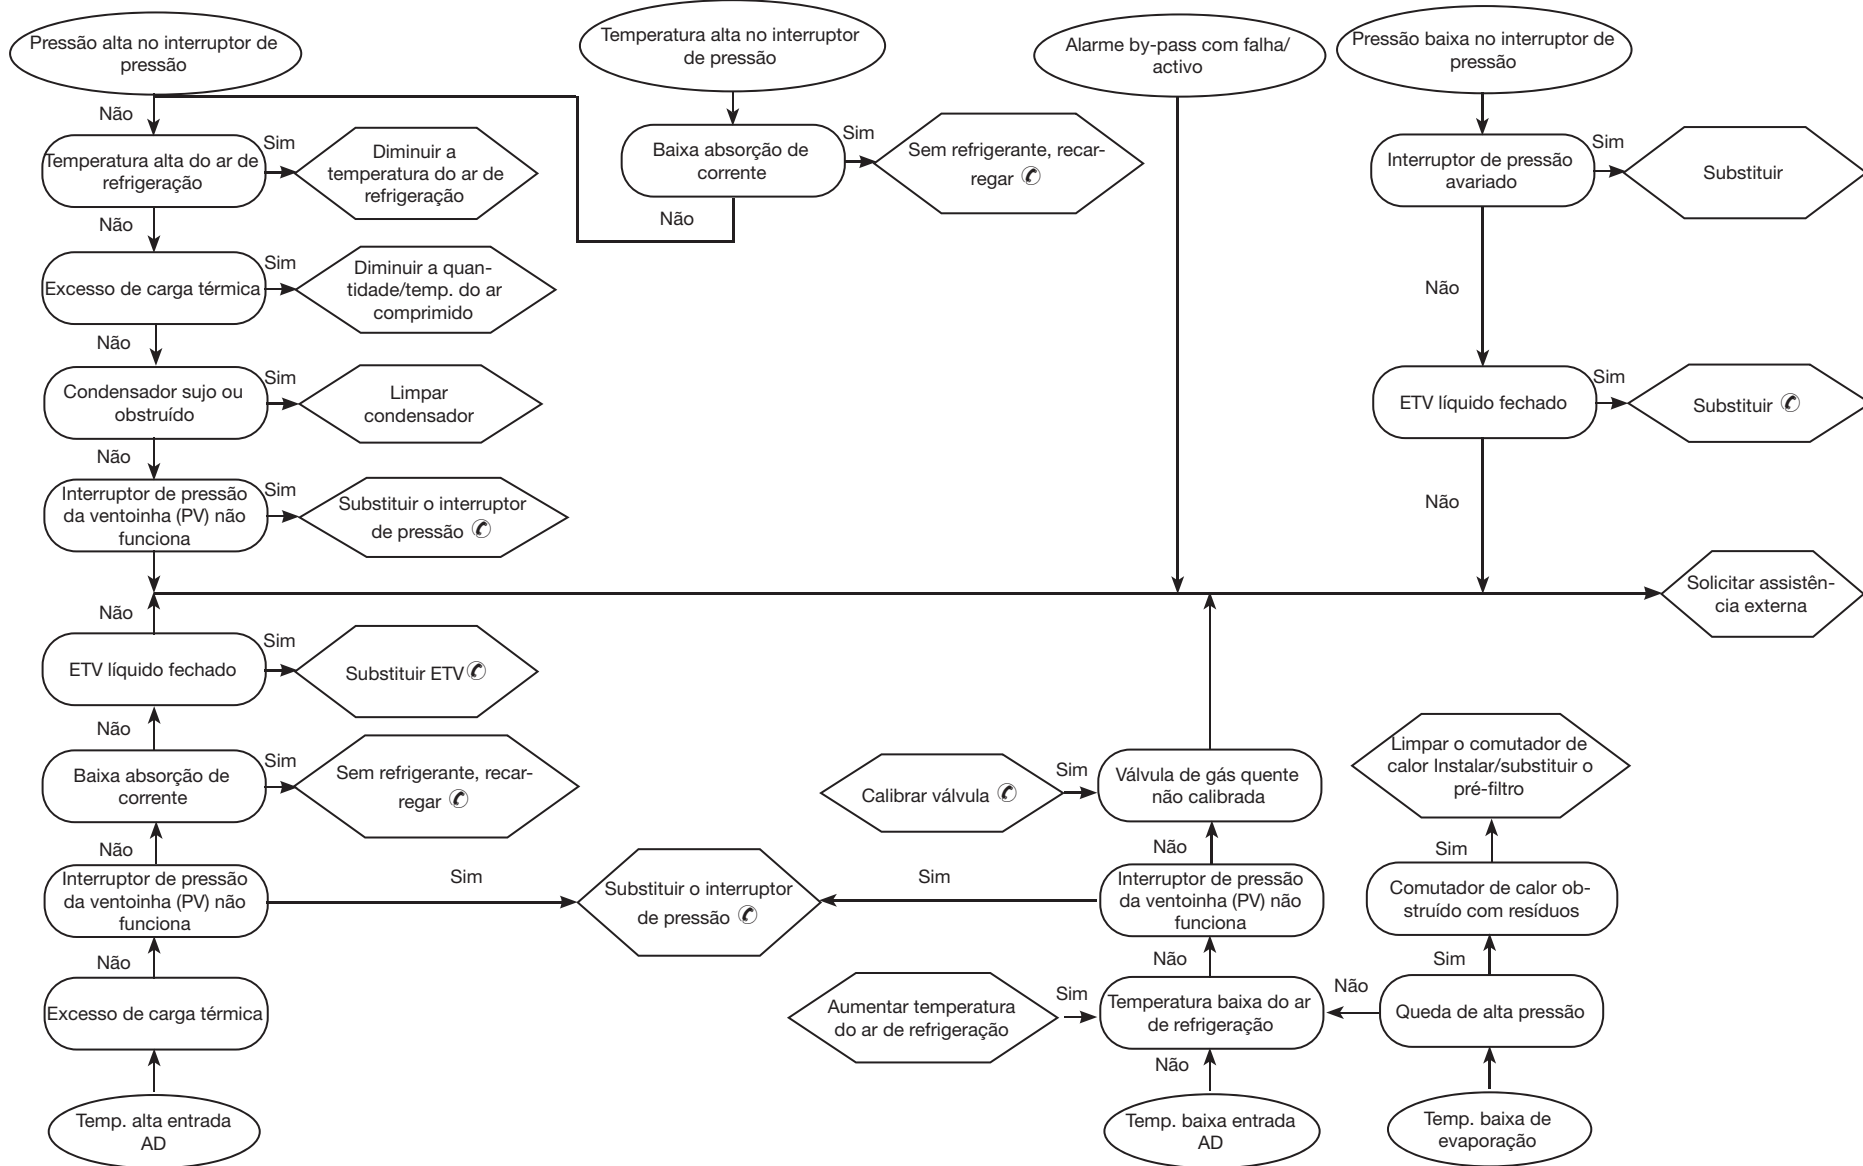 Pressão alta no interruptor de
pressão
Não
Temperatura alta do ar de
refrigeração
Sim
Diminuir a
temperatura do ar de
refrigeração
Não
Excesso de carga térmica
Sim
Diminuir a quan-
tidade/temp. do ar
comprimido
Não
Condensador sujo ou
obstruído
Sim
Limpar
condensador
Não
Interruptor de pressão
da ventoinha (PV) não
funciona
Sim
Substituir o interruptor
de pressão
Temperatura alta no interruptor
de pressão
Baixa absorção de
corrente
Sim
Sem refrigerante, recar-
regar
Não
Alarme by-pass com falha/
activo
Pressão baixa no interruptor de
pressão
Interruptor de pressão
avariado
Sim
Substituir
Não
ETV líquido fechado
Sim
Substituir
Não
Solicitar assistên-
cia externa
Não
ETV líquido fechado
Sim
Substituir ETV
Não
Baixa absorção de
corrente
Sim
Sem refrigerante, recar-
regar
Não
Interruptor de pressão
da ventoinha (PV) não
funciona
Sim
Substituir o interruptor
de pressão
Não
Excesso de carga térmica
Temp. alta entrada
AD
Calibrar válvula
Sim
Válvula de gás quente
não calibrada
Não
Sim
Interruptor de pressão
da ventoinha (PV) não
funciona
Não
Aumentar temperatura
do ar de refrigeração
Sim
Temperatura baixa do ar
de refrigeração
Não
Temp. baixa entrada
AD
Limpar o comutador de
calor Instalar/substituir o
pré-filtro
Sim
Comutador de calor ob-
struído com resíduos
Sim
Não
Queda de alta pressão
Temp. baixa de
evaporação